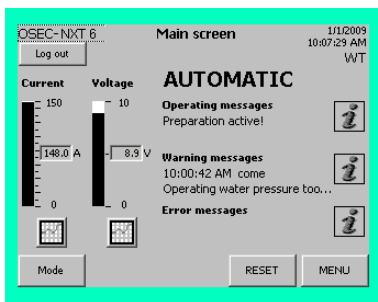 OSEC-NXT 6
Main screen
1/1/2009
10:07:29 AM
Log out
WT
Current
Voltage
AUTOMATIC
150
10
Operating messages
Preparation active!
148.0 A
8.9 V
Warning messages
10:00:42 AM come
Operating water pressure too...
0
0
Error messages
Mode
RESET
MENU